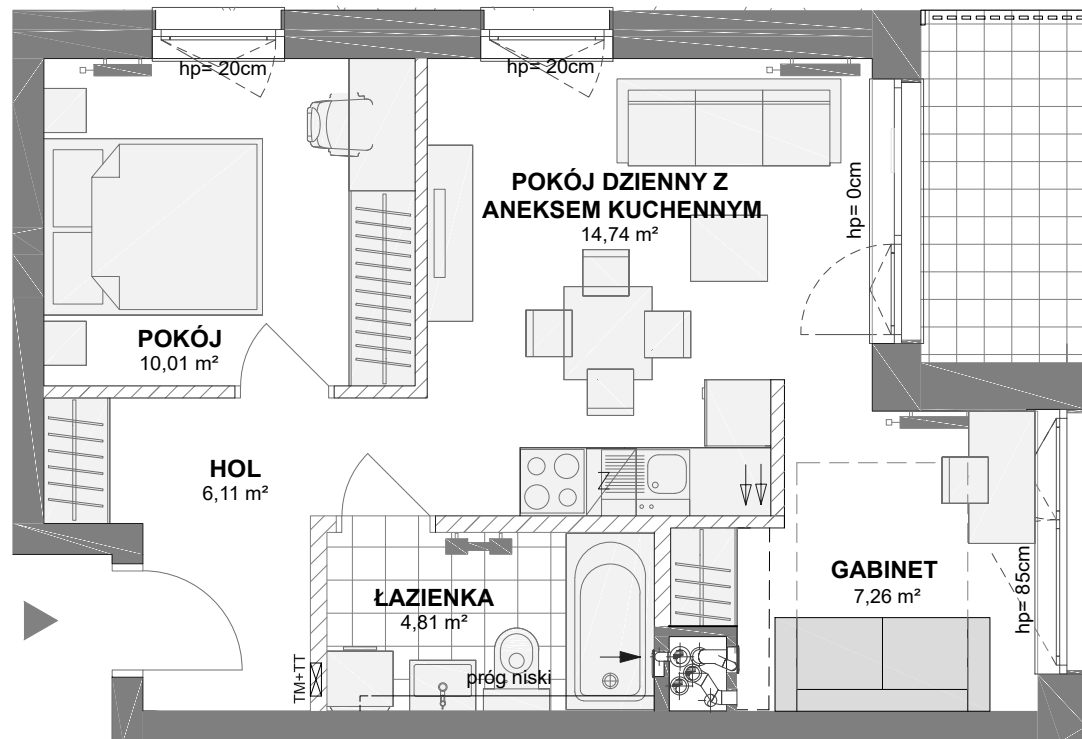 hp= 20cm
hp= 20cm
POKÓJ DZIENNY Z
ANEKSEM KUCHENNYM
14,74 m²
hp= 0cm
POKÓJ
10,01 m²
HOL
6,11 m²
Z
GABINET
7,26 m²
hp= 85cm
ŁAZIENKA
4,81 m²
próg niski
TM+TT